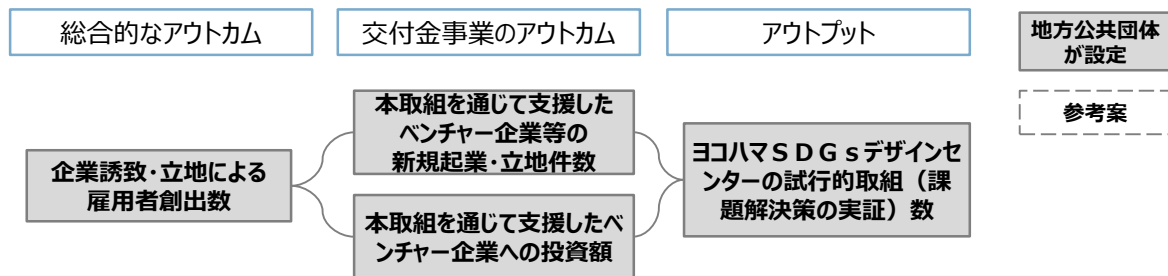 総合的なアウトカム
交付金事業のアウトカム
アウトプット
地方公共団体
が設定
参考案
本取組を通じて支援した
ベンチャー企業等の
新規起業・立地件数
企業誘致・立地による
雇用者創出数
ヨコハマＳＤＧｓデザインセ
ンターの試行的取組（課
題解決策の実証）数
本取組を通じて支援したベ
ンチャー企業への投資額